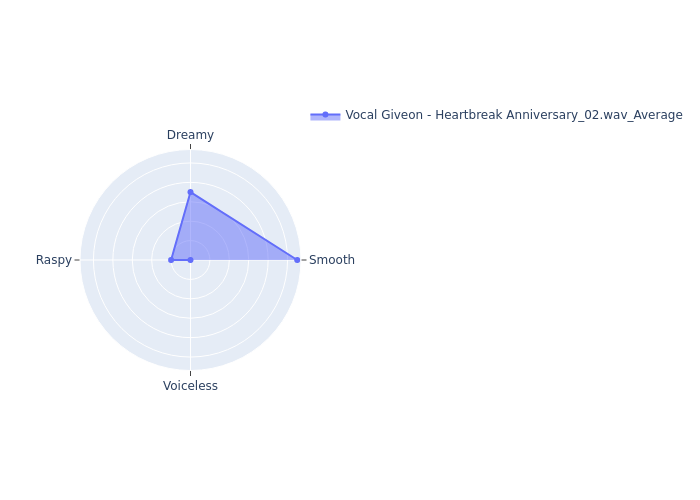 Vocal Giveon - Heartbreak Anniversary_02.wav_Average
Dreamy
Raspy
Smooth
Voiceless